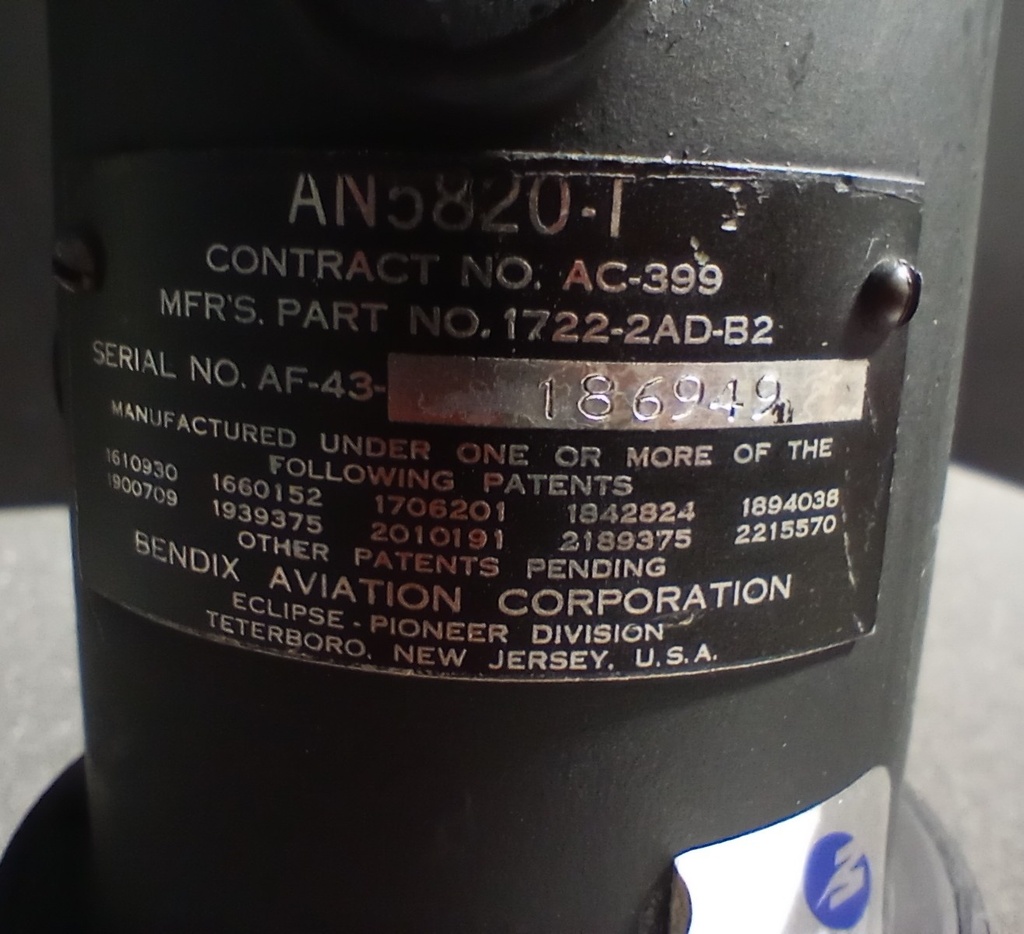 AN5820-1
CONTRACT NO. AC-399
MFR'S. PART NO. 1722-2AD-B2
SERIAL NO. AF-43- 186949
MANUFACTURED UNDER ONE OR MORE OF THE
FOLLOWING PATENTS
1610930 1660152 1706201 1842824 1894038
1900709 1939375 2010191 2189375 2215570
OTHER PATENTS PENDING
BENDIX AVIATION CORPORATION
ECLIPSE - PIONEER DIVISION
TETERBORO, NEW JERSEY, U.S.A.